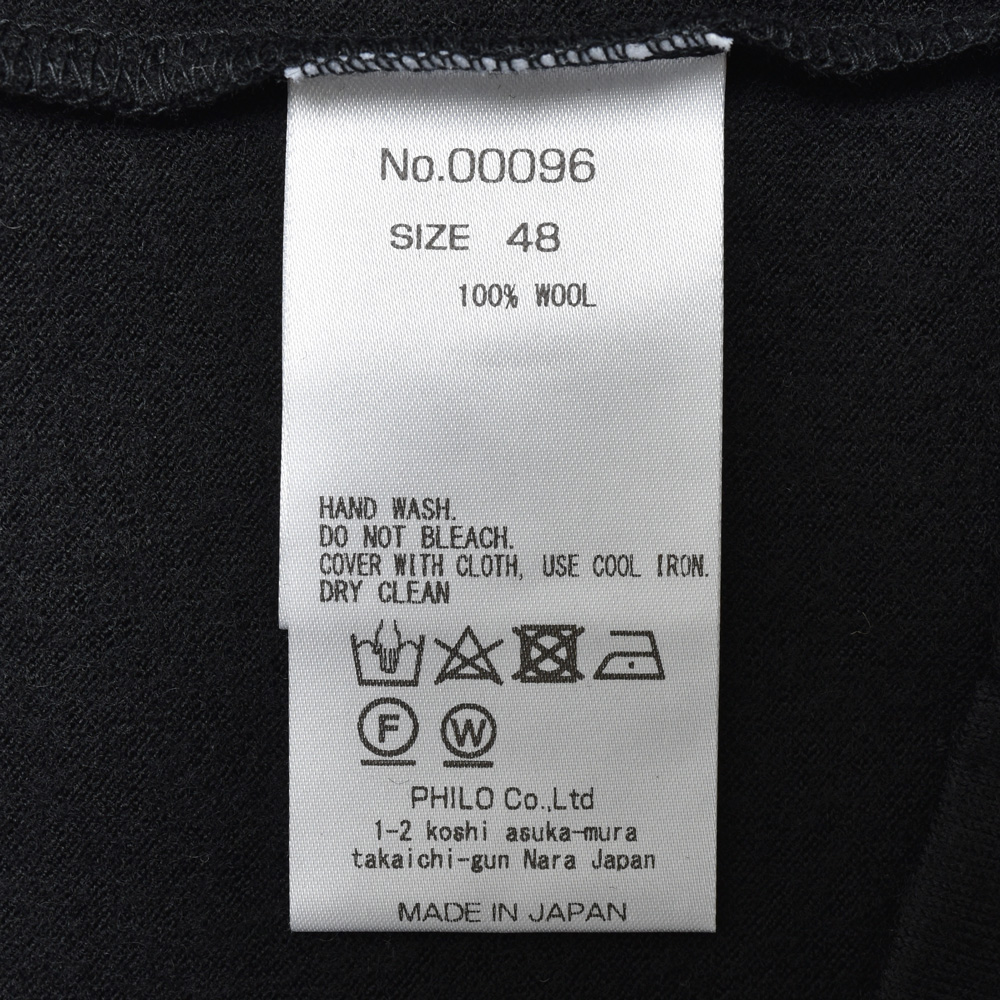 No.00096
SIZE 48
100% WOOL
HAND WASH.
DO NOT BLEACH.
COVER WITH CLOTH, USE COOL IRON.
DRY CLEAN
F W
PHILO Co.,Ltd
1-2 koshi asuka-mura
takaichi-gun Nara Japan
MADE IN JAPAN